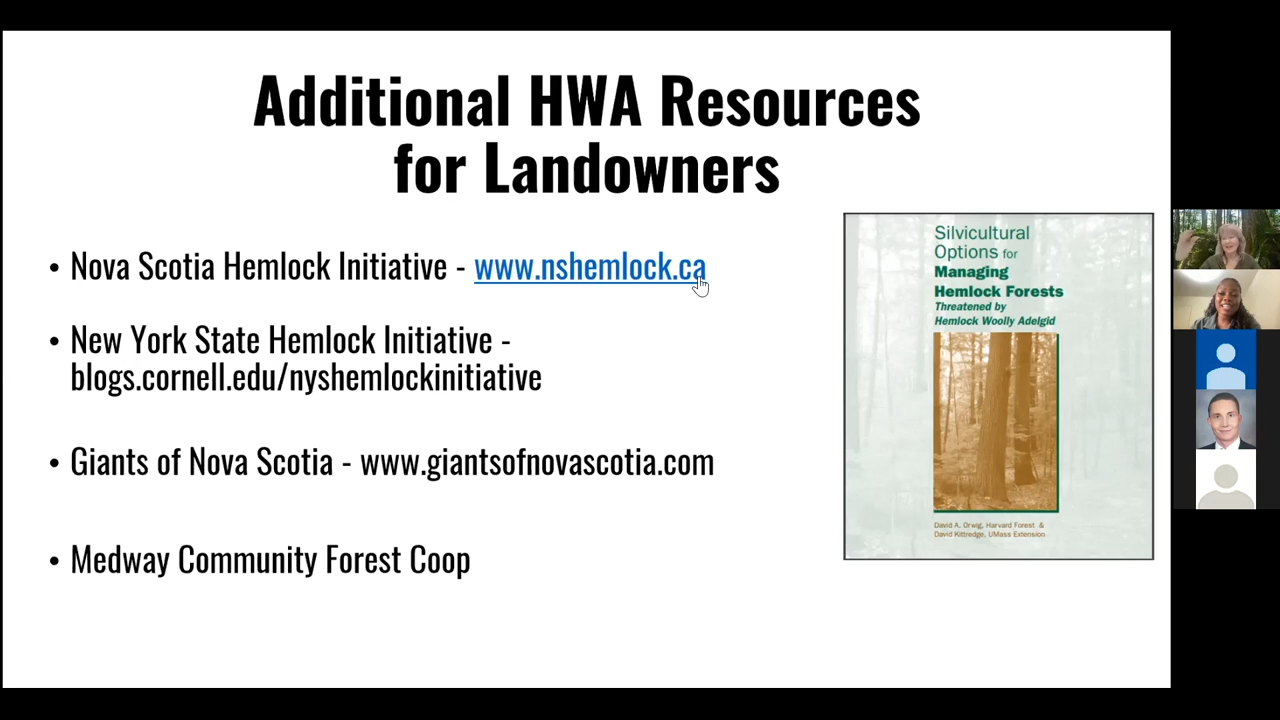 Additional HWA Resources
for Landowners
• Nova Scotia Hemlock Initiative - www.nshemlock.ca
• New York State Hemlock Initiative -
blogs.cornell.edu/nyshemlockinitiative
• Giants of Nova Scotia - www.giantsofnovascotia.com
• Medway Community Forest Coop
Silvicultural
Options for
Managing
Hemlock Forests
Threatened by
Hemlock Woolly Adelgid
David A. Orwig, Harvard Forest &
David Kittredge, UMass Extension